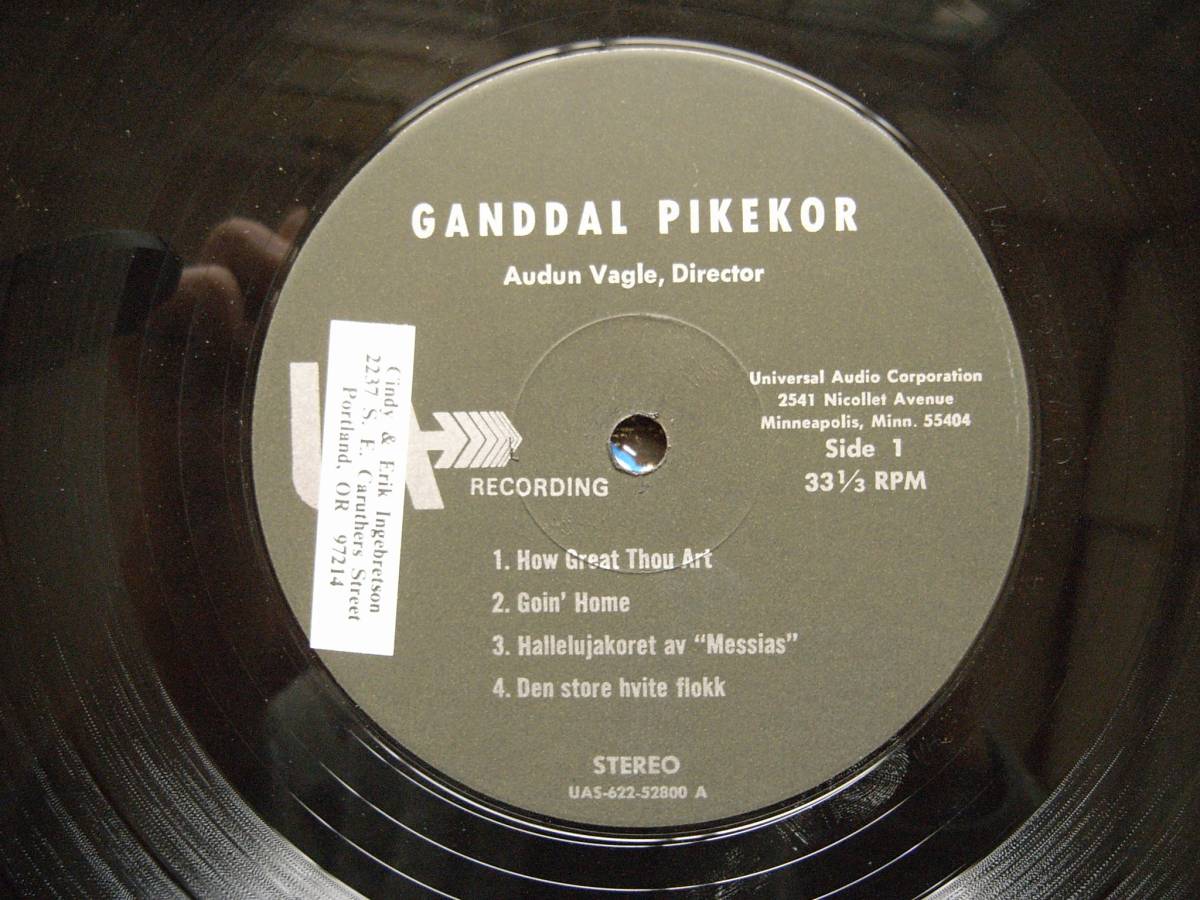 GANDDAL PIKEKOR
Audun Vagle, Director
Cindy & Erik Ingebretson
2237 S. E. Caruthers Street
Portland, OR 97214
UA
RECORDING
Universal Audio Corporation
2541 Nicollet Avenue
Minneapolis, Minn. 55404
Side 1
33⅓ RPM
1. How Great Thou Art
2. Goin' Home
3. Hallelujakoret av "Messias"
4. Den store hvite flokk
STEREO
UAS-622-52800 A